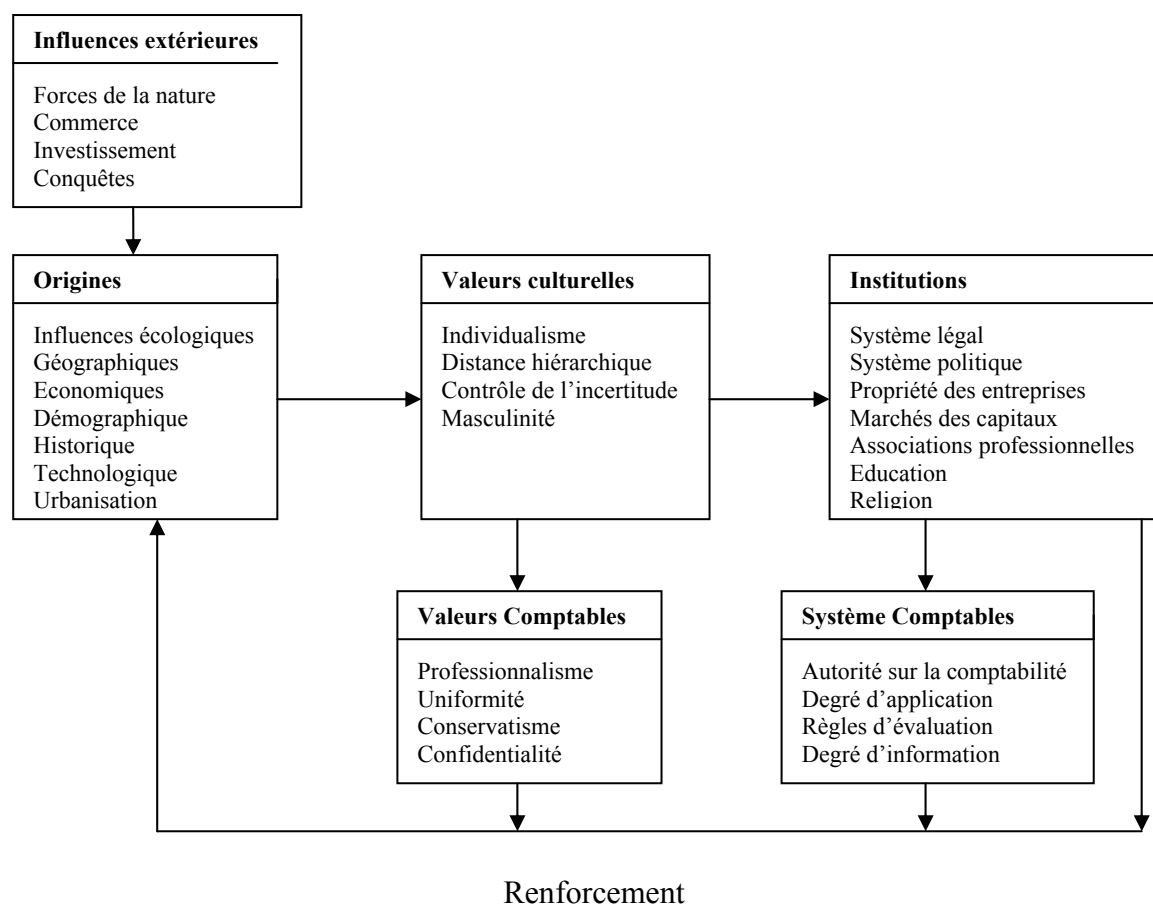 Influences extérieures
Forces de la nature
Commerce
Investissement
Conquêtes
Origines
Influences écologiques
Géographiques
Economiques
Démographique
Historique
Technologique
Urbanisation
Valeurs culturelles
Individualisme
Distance hiérarchique
Contrôle de l’incertitude
Masculinité
Institutions
Système légal
Système politique
Propriété des entreprises
Marchés des capitaux
Associations professionnelles
Education
Religion
Valeurs Comptables
Professionnalisme
Uniformité
Conservatisme
Confidentialité
Système Comptables
Autorité sur la comptabilité
Degré d’application
Règles d’évaluation
Degré d’information
Renforcement